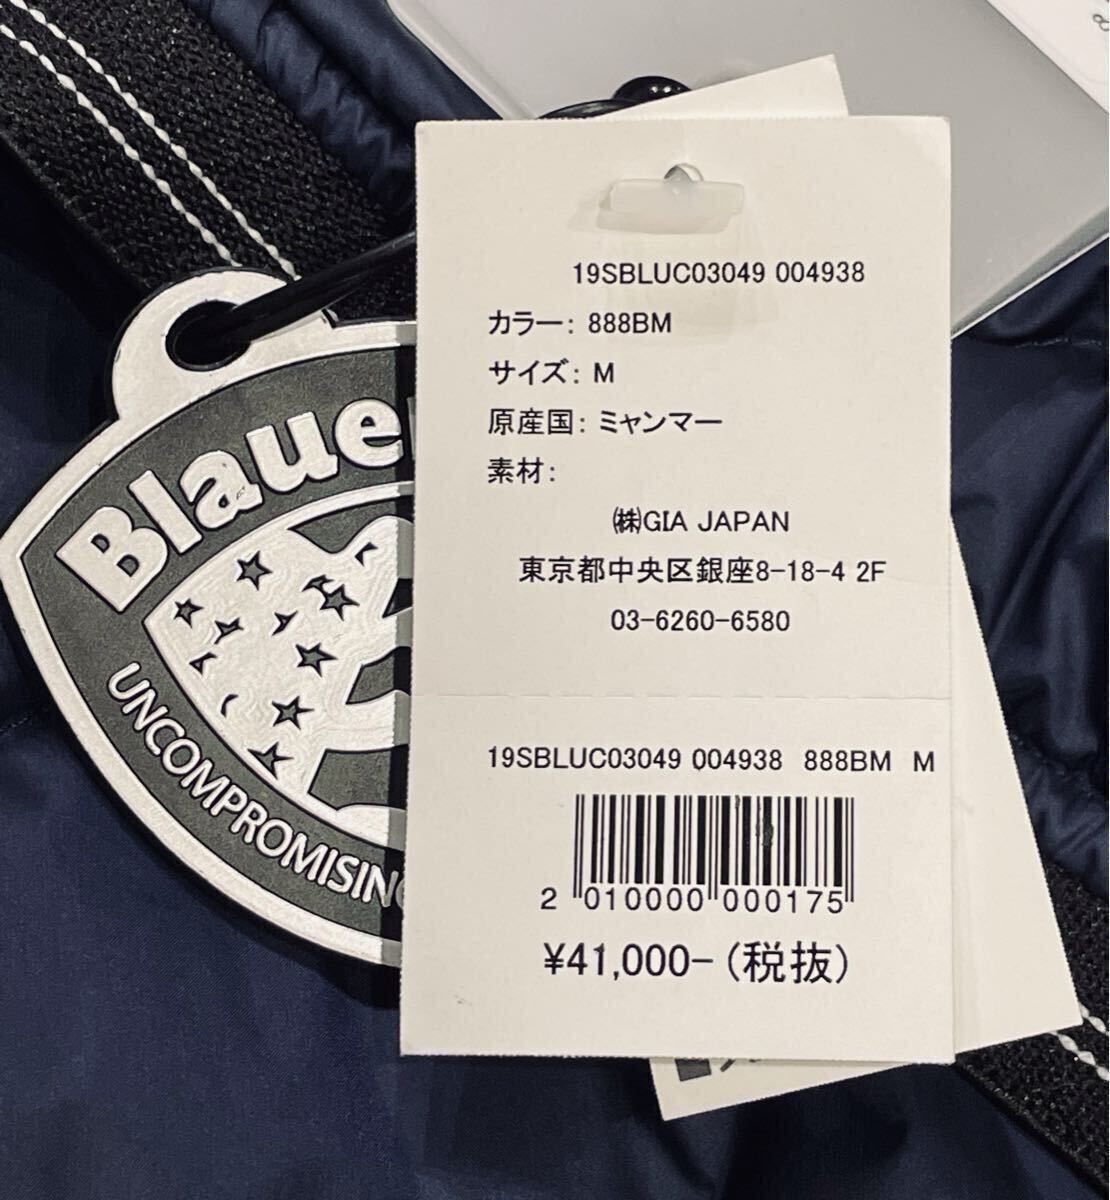 19SBLUC03049 004938
カラー: 888BM
サイズ: M
原産国: ミャンマー
素材:
㈱GIA JAPAN
東京都中央区銀座8-18-4 2F
03-6260-6580
19SBLUC03049 004938 888BM M
2 010000 000175
¥41,000-(税抜)
Blauer
UNCOMPROMISING